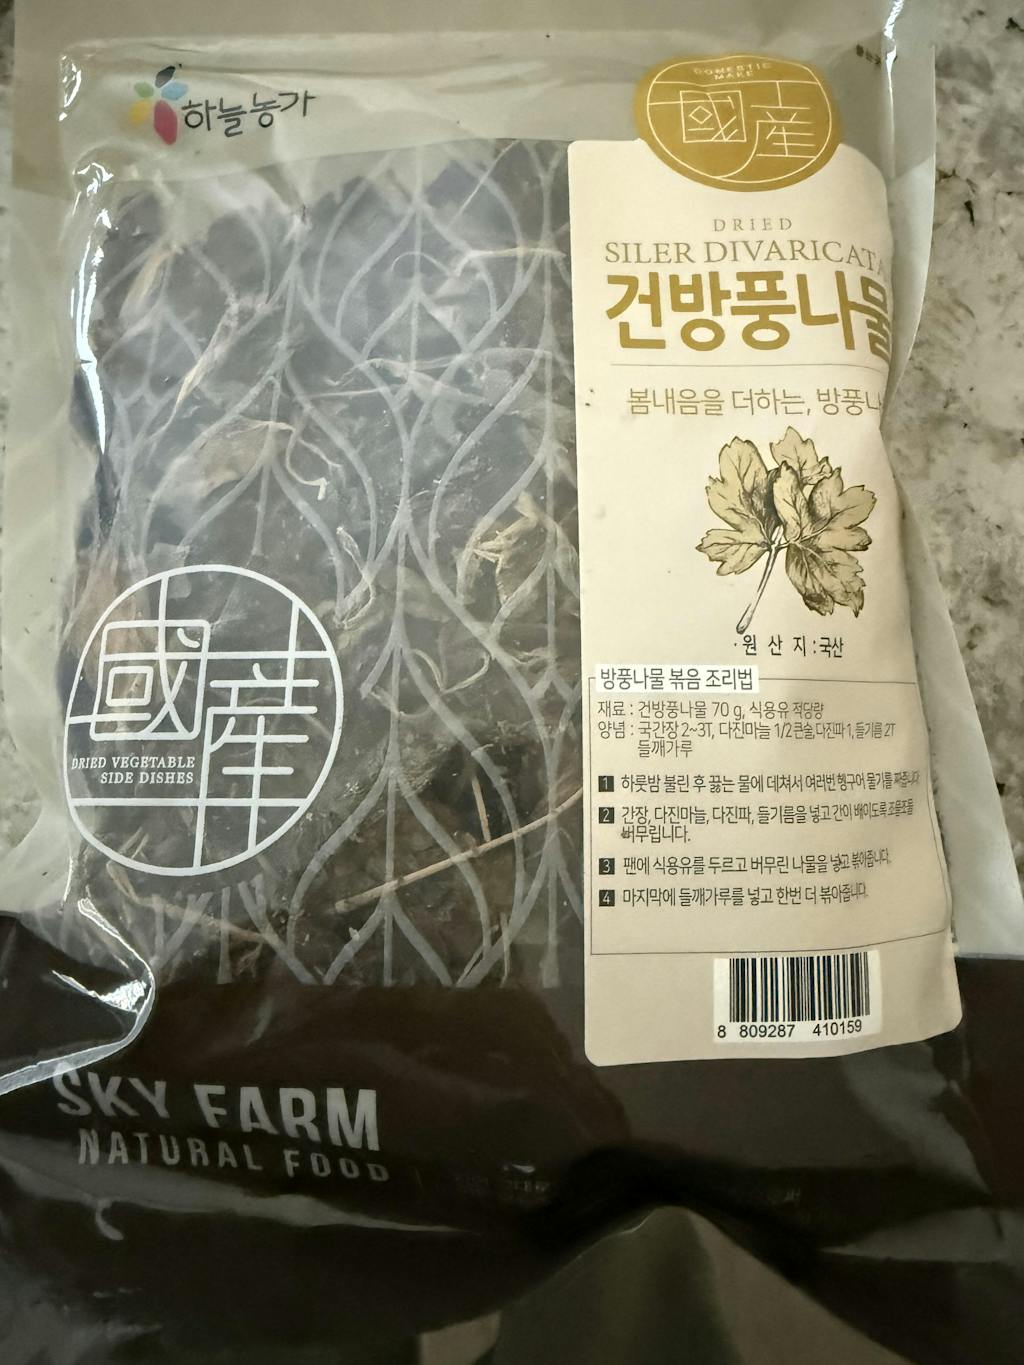 하늘농가
DOMESTIC
MAKE
國産
DRIED
SILER DIVARICATA
건방풍나물
봄내음을 더하는, 방풍나
·원 산 지 : 국산
방풍나물 볶음 조리법
재료 : 건방풍나물 70 g, 식용유 적당량
양념 : 국간장 2~3T, 다진마늘 1/2큰술, 다진파 1, 들기름 2T
들깨가루
1 하룻밤 불린 후 끓는 물에 데쳐서 여러번 헹구어 물기를 짜줍니다
2 간장, 다진마늘, 다진파, 들기름을 넣고 간이 배이도록 조물조물
버무립니다.
3 팬에 식용유를 두르고 버무린 나물을 넣고 볶아줍니다.
4 마지막에 들깨가루를 넣고 한번 더 볶아줍니다.
8 809287 410159
國産
DRIED VEGETABLE
SIDE DISHES
SKY FARM
NATURAL FOOD